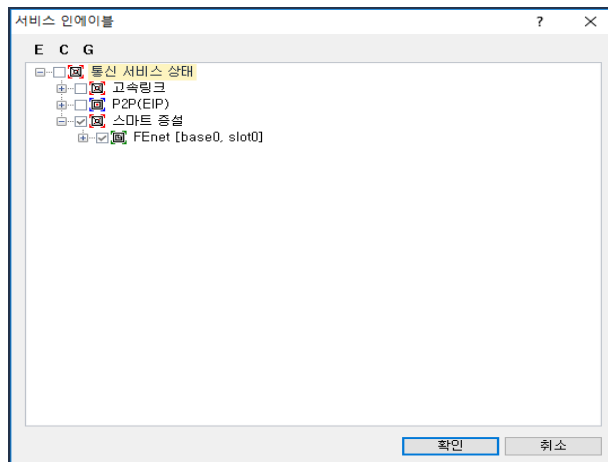 서비스 인에이블
E C G
통신 서비스 상태
고속링크
P2P(EIP)
스마트 증설
FEnet [base0, slot0]
확인 취소